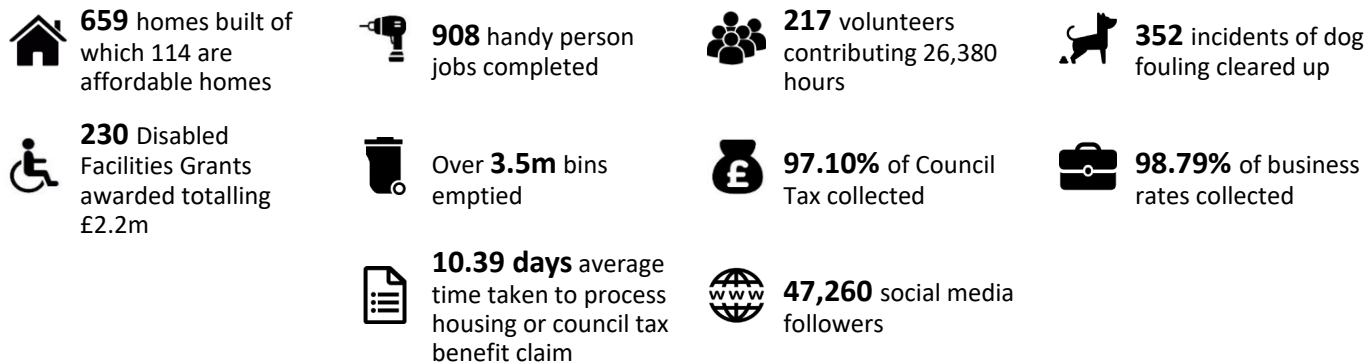 659 homes built of
which 114 are
affordable homes
908 handy person
jobs completed
217 volunteers
contributing 26,380
hours
352 incidents of dog
fouling cleared up
230 Disabled
Facilities Grants
awarded totalling
£2.2m
Over 3.5m bins
emptied
£
97.10% of Council
Tax collected
98.79% of business
rates collected
10.39 days average
time taken to process
housing or council tax
benefit claim
www
47,260 social media
followers